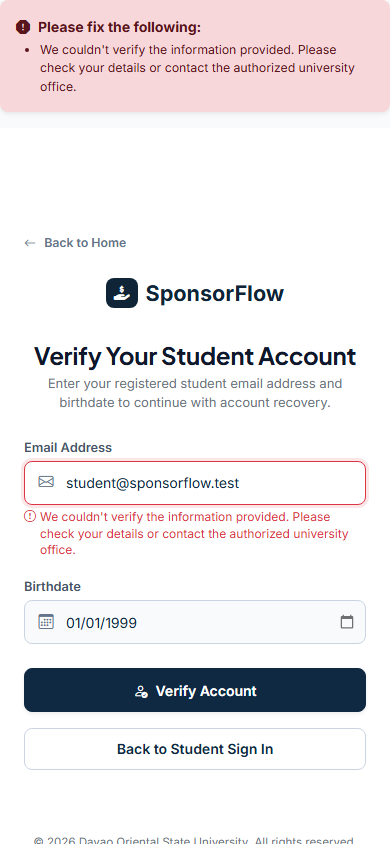 Please fix the following:
• We couldn't verify the information provided. Please
check your details or contact the authorized university
office.
← Back to Home
SponsorFlow
Verify Your Student Account
Enter your registered student email address and
birthdate to continue with account recovery.
Email Address
student@sponsorflow.test
We couldn't verify the information provided. Please
check your details or contact the authorized university
office.
Birthdate
01/01/1999
Verify Account
Back to Student Sign In
© 2026 Davao Oriental State University. All rights reserved.